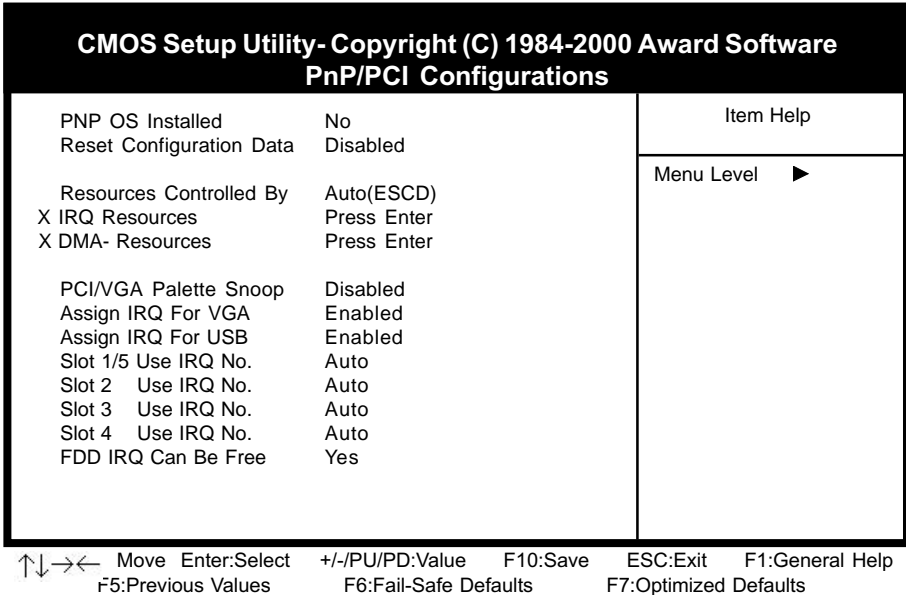 CMOS Setup Utility- Copyright (C) 1984-2000 Award Software
PnP/PCI Configurations
PNP OS Installed No
Reset Configuration Data Disabled
Resources Controlled By Auto(ESCD)
X IRQ Resources Press Enter
X DMA- Resources Press Enter
PCI/VGA Palette Snoop Disabled
Assign IRQ For VGA Enabled
Assign IRQ For USB Enabled
Slot 1/5 Use IRQ No. Auto
Slot 2 Use IRQ No. Auto
Slot 3 Use IRQ No. Auto
Slot 4 Use IRQ No. Auto
FDD IRQ Can Be Free Yes
Item Help
Menu Level ►
↑↓→← Move Enter:Select +/-/PU/PD:Value F10:Save ESC:Exit F1:General Help
F5:Previous Values F6:Fail-Safe Defaults F7:Optimized Defaults